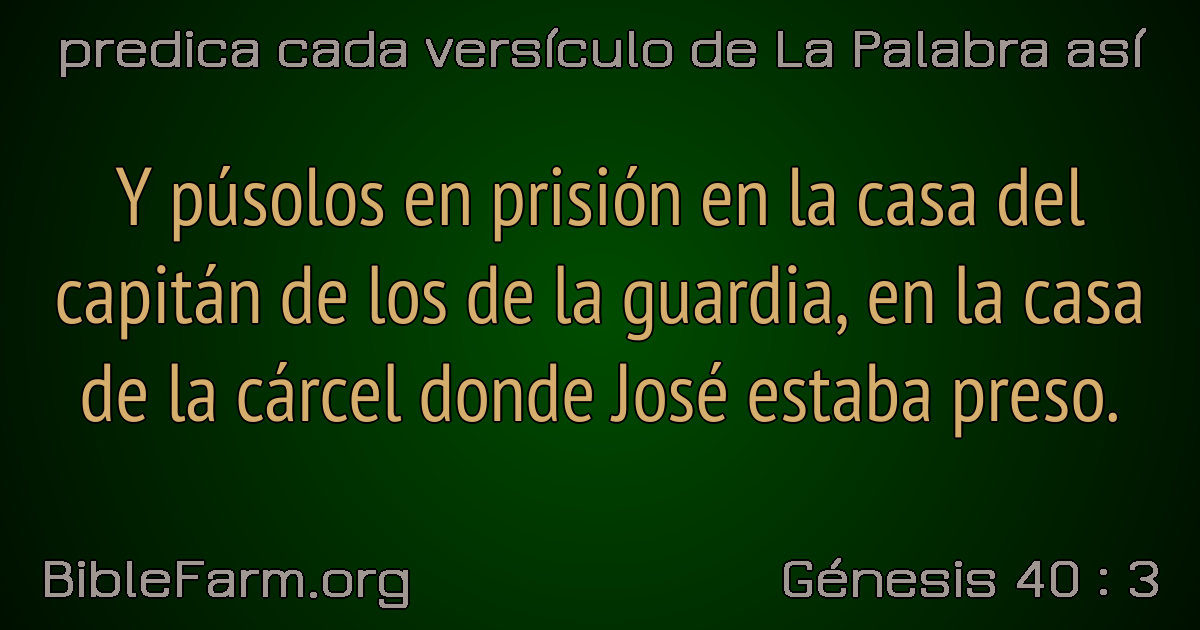 predica cada versículo de La Palabra así
Y púsolos en prisión en la casa del
capitán de los de la guardia, en la casa
de la cárcel donde José estaba preso.
BibleFarm.org
Génesis 40 : 3